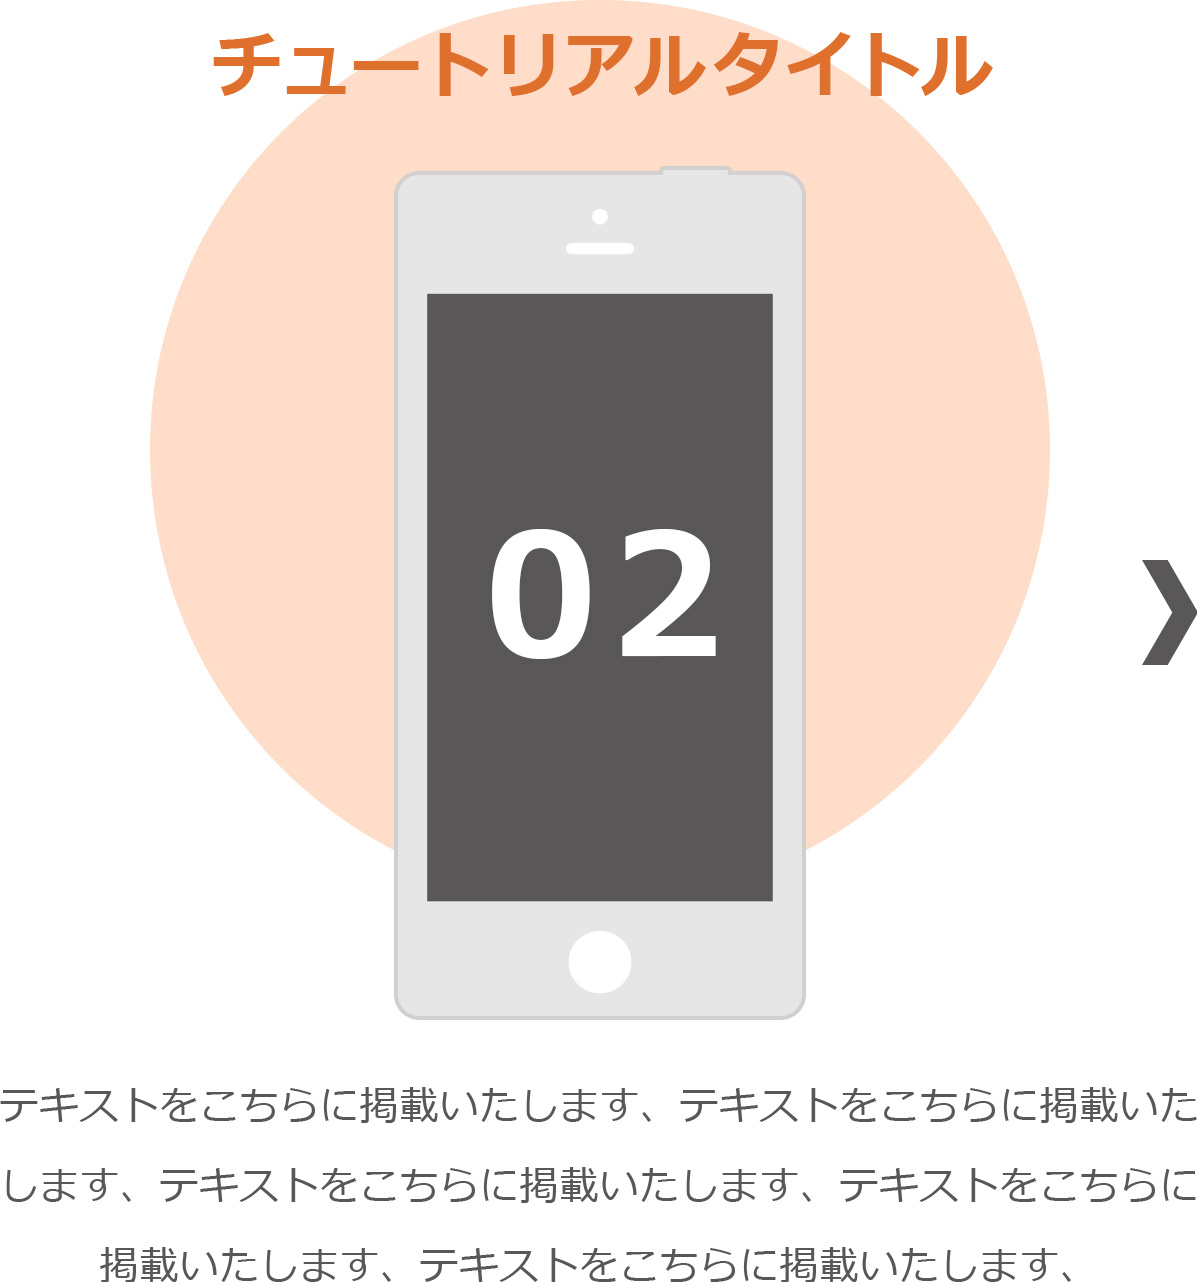 チュートリアルタイトル
02
テキストをこちらに掲載いたします、テキストをこちらに掲載いた
します、テキストをこちらに掲載いたします、テキストをこちらに
掲載いたします、テキストをこちらに掲載いたします、